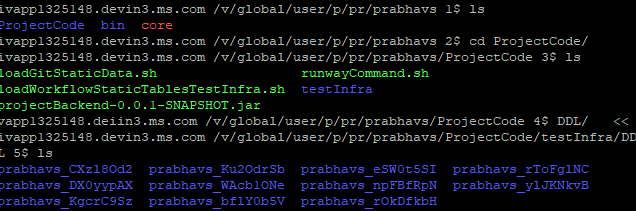 ivapp1325148.devin3.ms.com /v/global/user/p/pr/prabhavs 1$ ls
ProjectCode bin core
ivapp1325148.devin3.ms.com /v/global/user/p/pr/prabhavs 2$ cd ProjectCode/
ivapp1325148.devin3.ms.com /v/global/user/p/pr/prabhavs/ProjectCode 3$ ls
loadGitStaticData.sh runwayCommand.sh
loadWorkflowStaticTablesTestInfra.sh testInfra
projectBackend-0.0.1-SNAPSHOT.jar
vapp1325148.deiin3.ms.com /v/global/user/p/pr/prabhavs/ProjectCode 4$ DDL/ <<
ivapp1325148.devin3.ms.com /v/global/user/p/pr/prabhavs/ProjectCode/testInfra/DD
L 5$ ls
prabhavs_CXzl8Od2 prabhavs_Ku2OdrSb prabhavs_eSW0t5SI prabhavs_rToFglNC
prabhavs_DX0yypAX prabhavs_WAcblONe prabhavs_npFBfRpN prabhavs_ylJKNkvB
prabhavs_KgcrC9Sz prabhavs_bflY0b5V prabhavs_rOkDfkbH